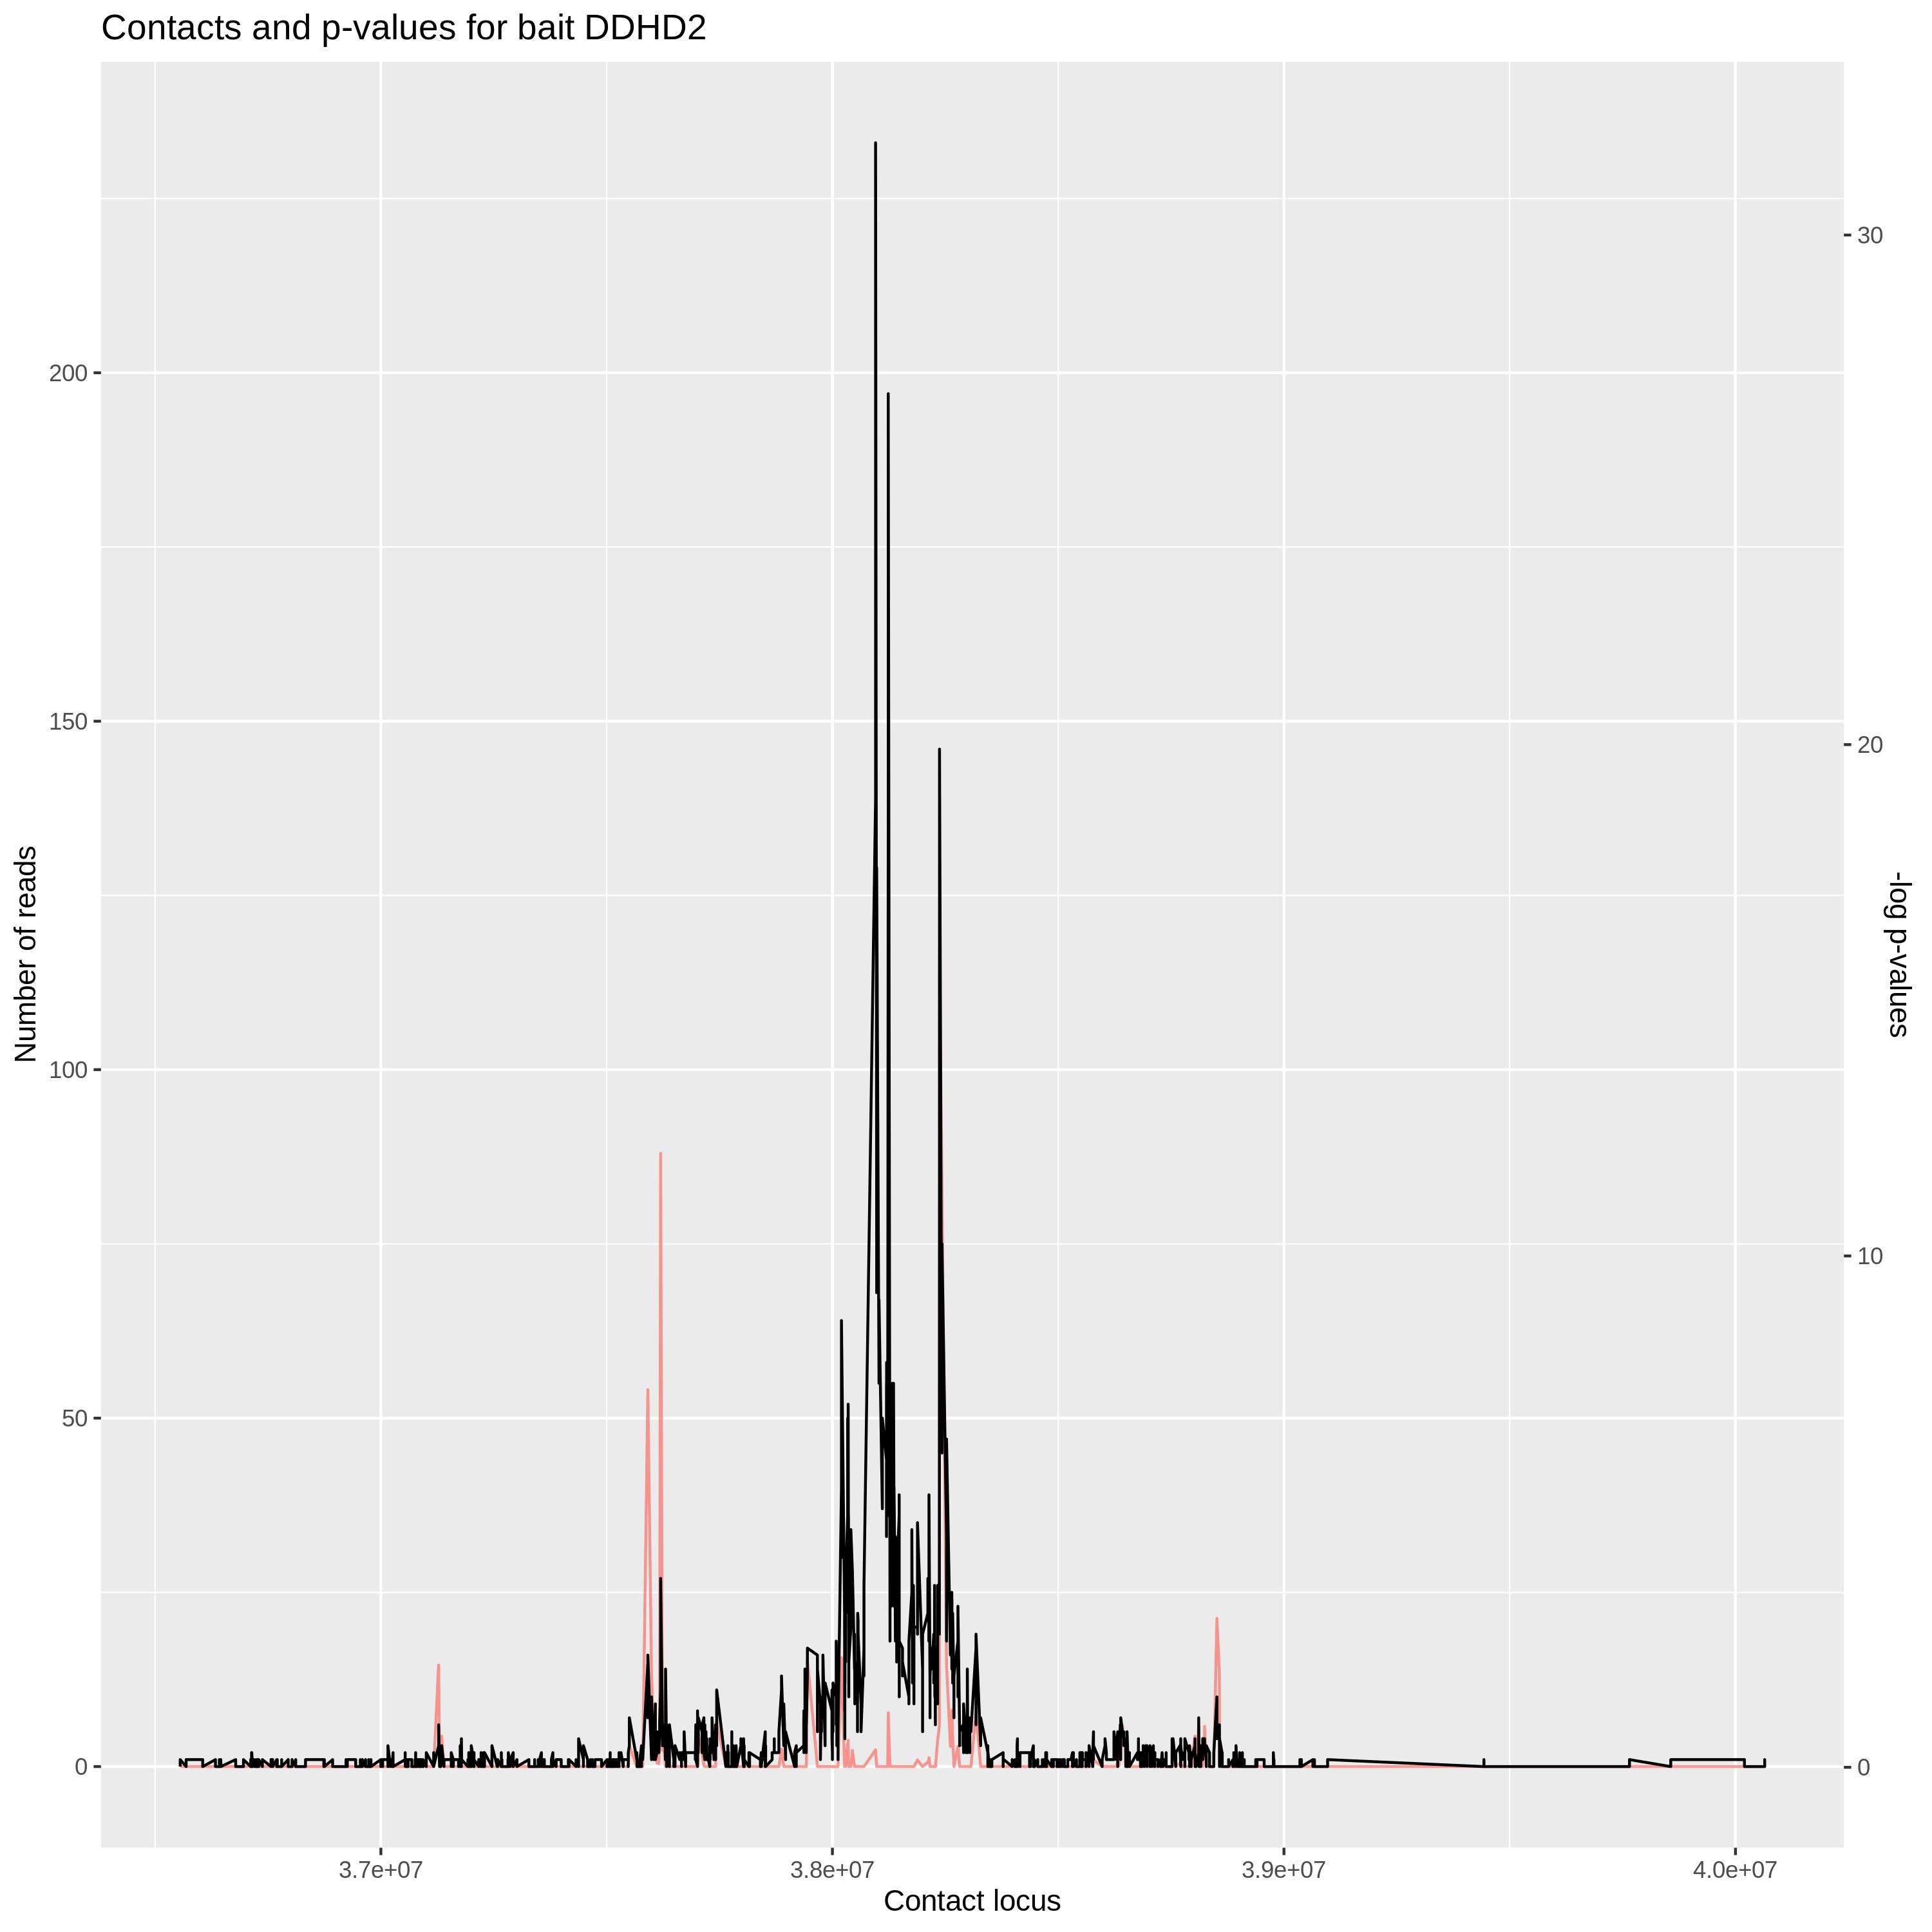 Contacts and p-values for bait DDHD2
Number of reads
200
150
100
50
0
30
20
10
0
-log p-values
3.7e+07
3.8e+07
3.9e+07
4.0e+07
Contact locus